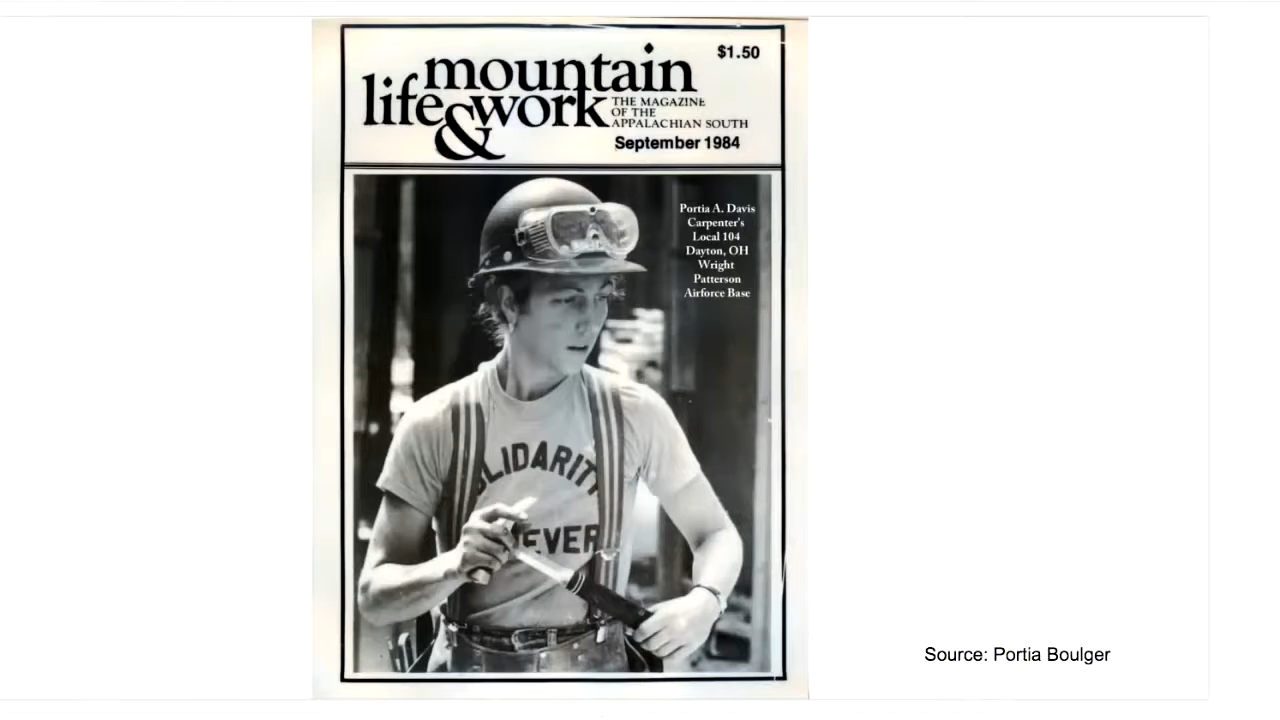 mountain
life & work
$1.50
THE MAGAZINE
OF THE
APPALACHIAN SOUTH
September 1984
Portia A. Davis
Carpenter's
Local 104
Dayton, OH
Wright
Patterson
Airforce Base
LIDARIT
EVER
Source: Portia Boulger